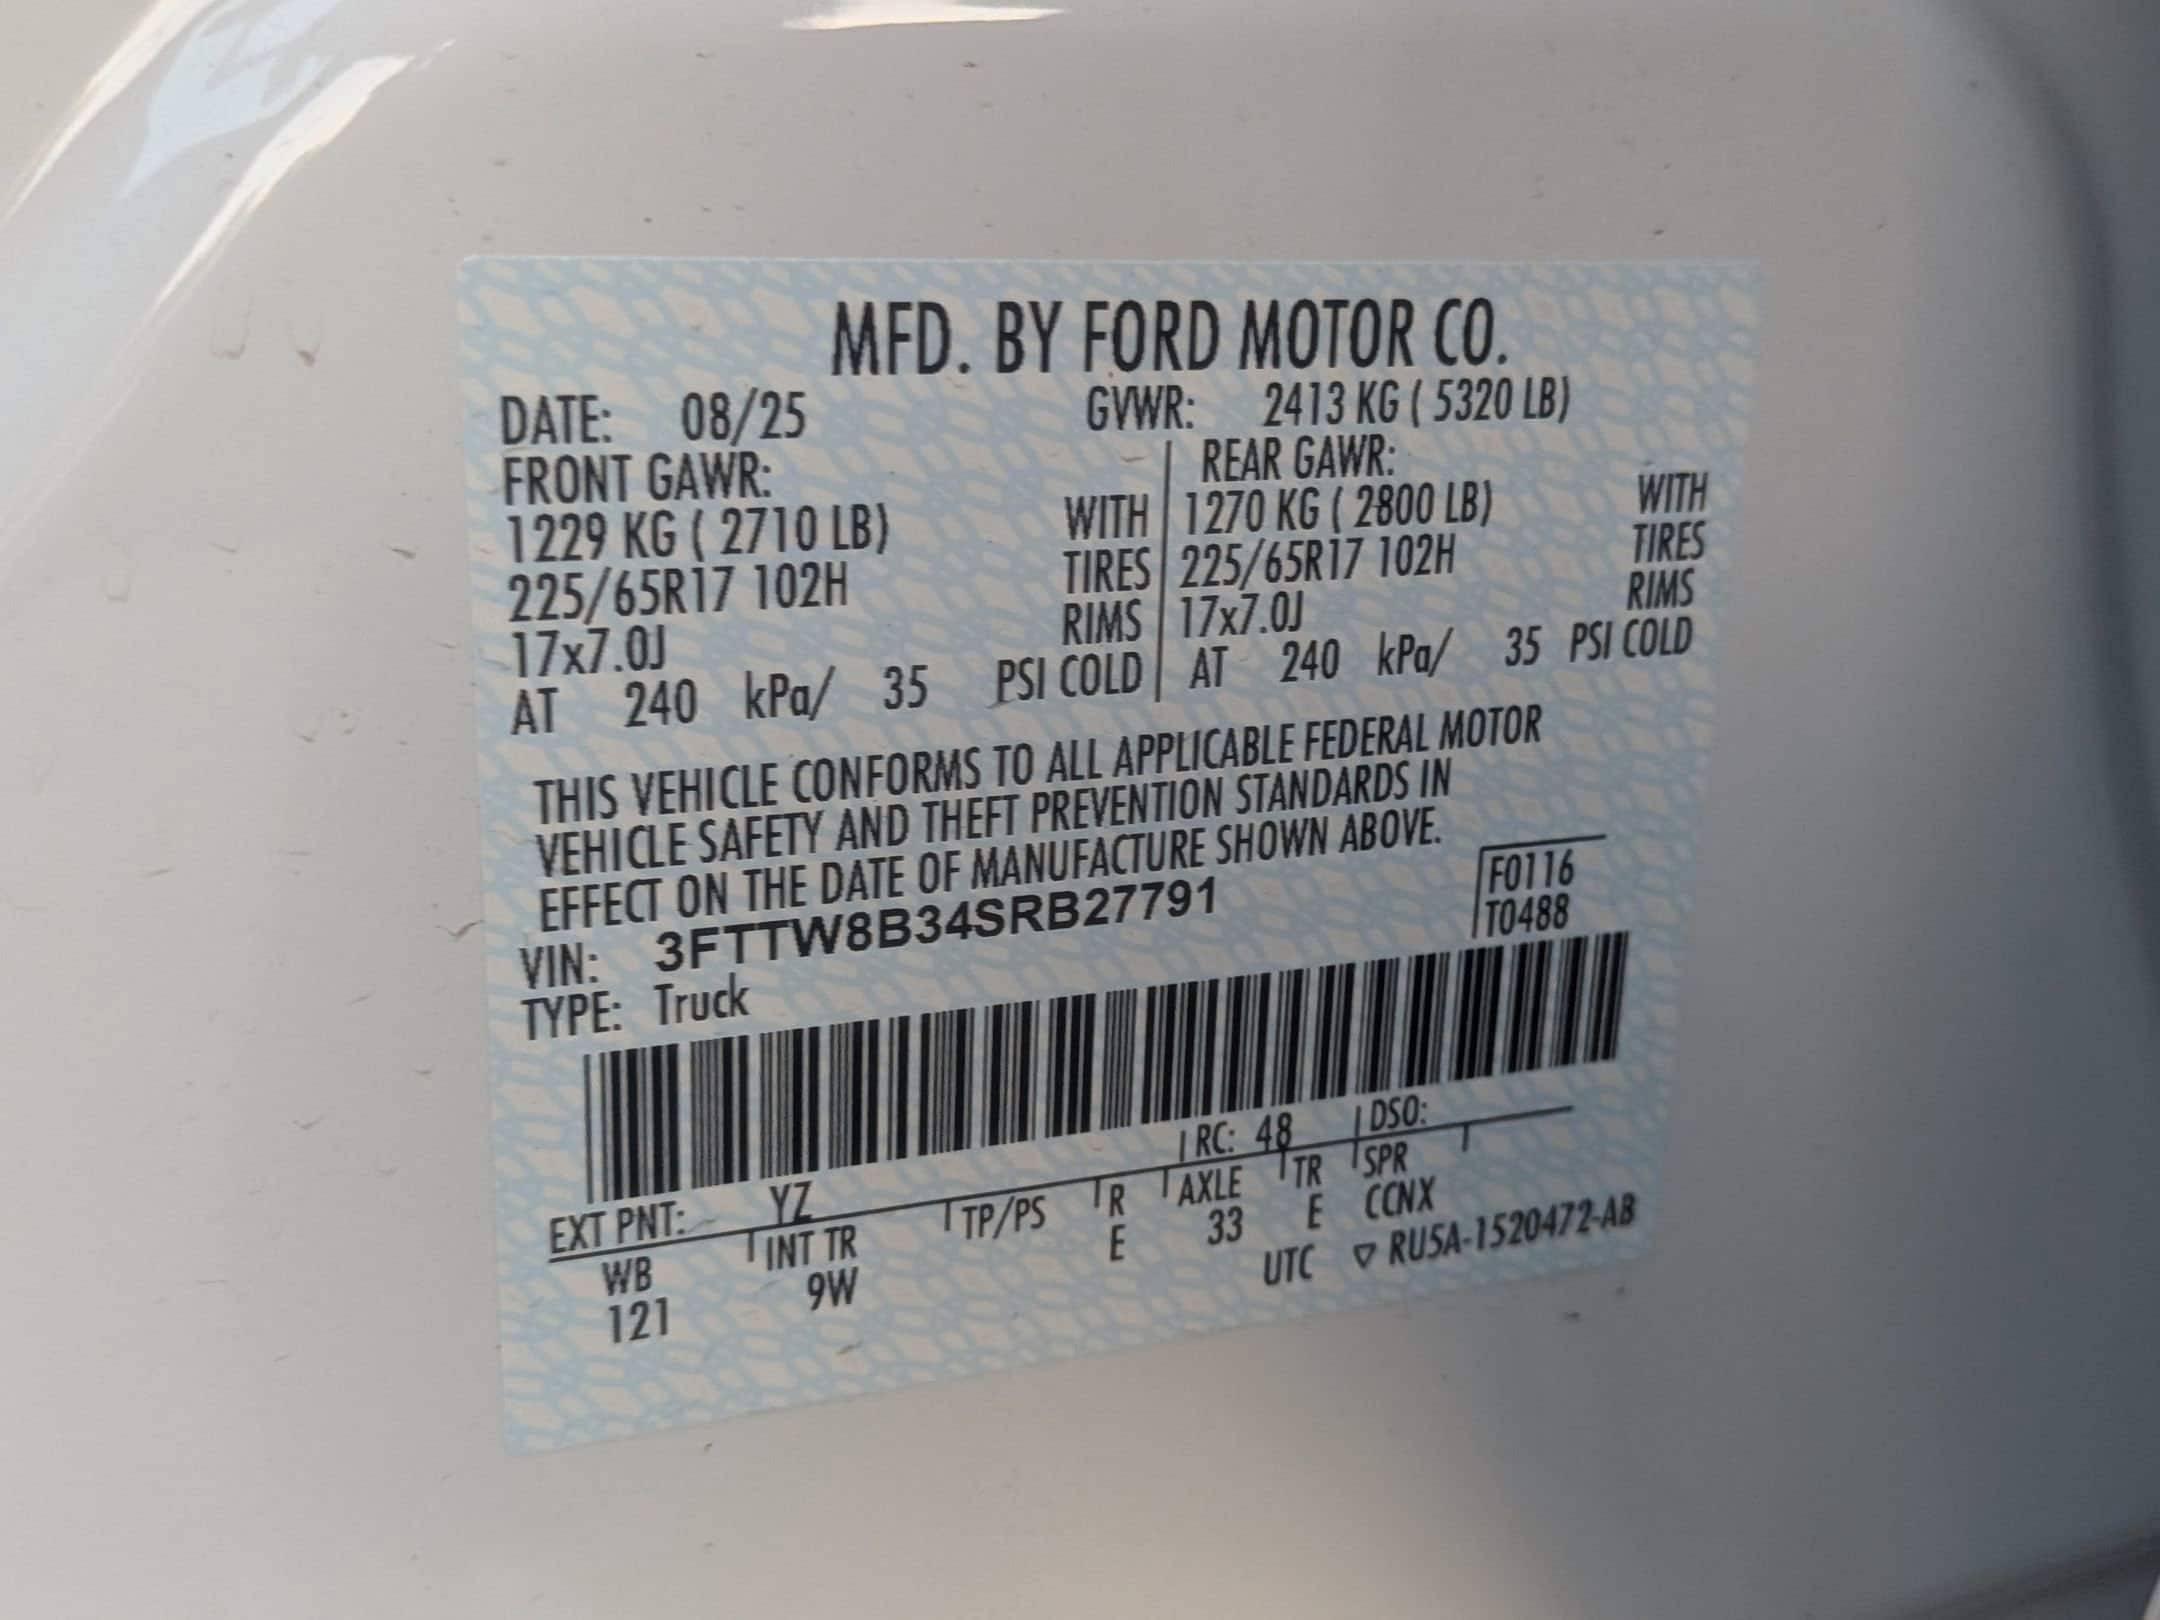 MFD. BY FORD MOTOR CO.
DATE: 08/25 GVWR: 2413 KG ( 5320 LB)
FRONT GAWR: REAR GAWR:
1229 KG ( 2710 LB) WITH 1270 KG ( 2800 LB) WITH
225/65R17 102H TIRES 225/65R17 102H TIRES
17x7.0J RIMS 17x7.0J RIMS
AT 240 kPa/ 35 PSI COLD AT 240 kPa/ 35 PSI COLD
THIS VEHICLE CONFORMS TO ALL APPLICABLE FEDERAL MOTOR
VEHICLE SAFETY AND THEFT PREVENTION STANDARDS IN
EFFECT ON THE DATE OF MANUFACTURE SHOWN ABOVE.
VIN: 3FTTW8B34SRB27791
F0116
T0488
TYPE: Truck
EXT PNT: YZ RC: 48 DSO:
WB INT TR TP/PS R AXLE TR SPR
121 9W E 33 E CCNX
UTC ▽ RU5A-1520472-AB